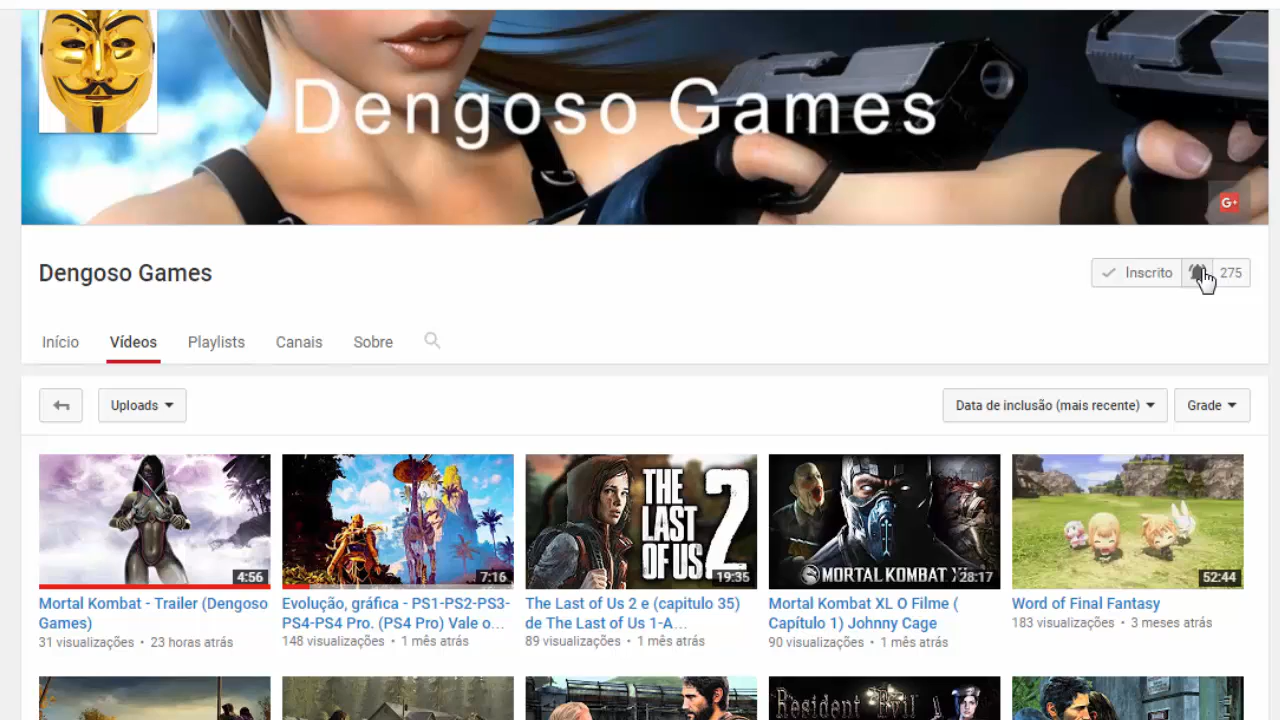 Dengoso Games
G+
Dengoso Games
Inscrito
275
Início
Vídeos
Playlists
Canais
Sobre
Uploads
Data de inclusão (mais recente)
Grade
4:56
7:16
THE
LAST
OF US
2
19:35
MORTAL KOMBAT
28:17
52:44
Mortal Kombat - Trailer (Dengoso
Games)
31 visualizações • 23 horas atrás
Evolução, gráfica - PS1-PS2-PS3-
PS4-PS4 Pro. (PS4 Pro) Vale o...
148 visualizações • 1 mês atrás
The Last of Us 2 e (capitulo 35)
de The Last of Us 1-A...
89 visualizações • 1 mês atrás
Mortal Kombat XL O Filme (
Capítulo 1) Johnny Cage
90 visualizações • 1 mês atrás
Word of Final Fantasy
183 visualizações • 3 meses atrás
Resident Evil